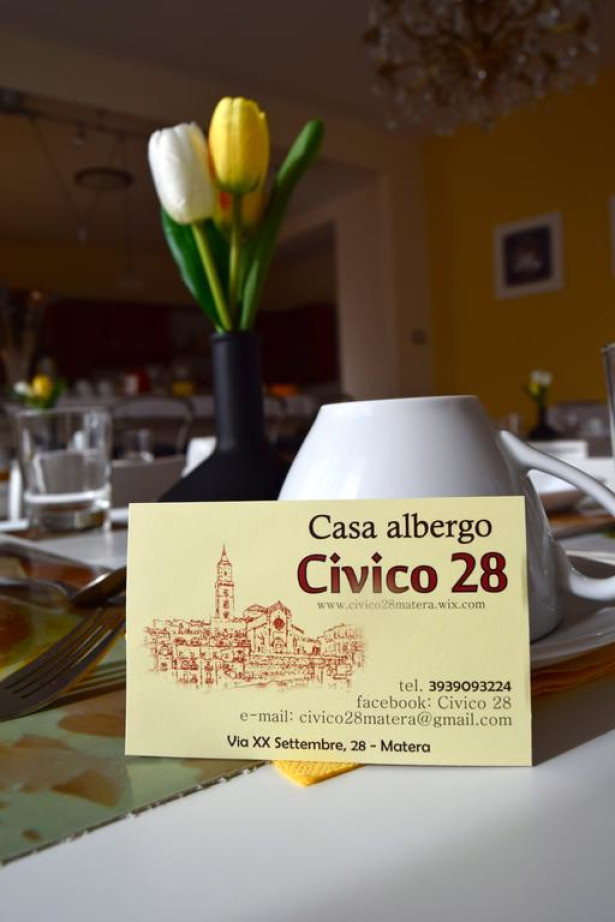 Casa albergo
Civico 28
www.civico28matera.wix.com
tel. 3939093224
facebook: Civico 28
e-mail: civico28matera@gmail.com
Via XX Settembre, 28 - Matera